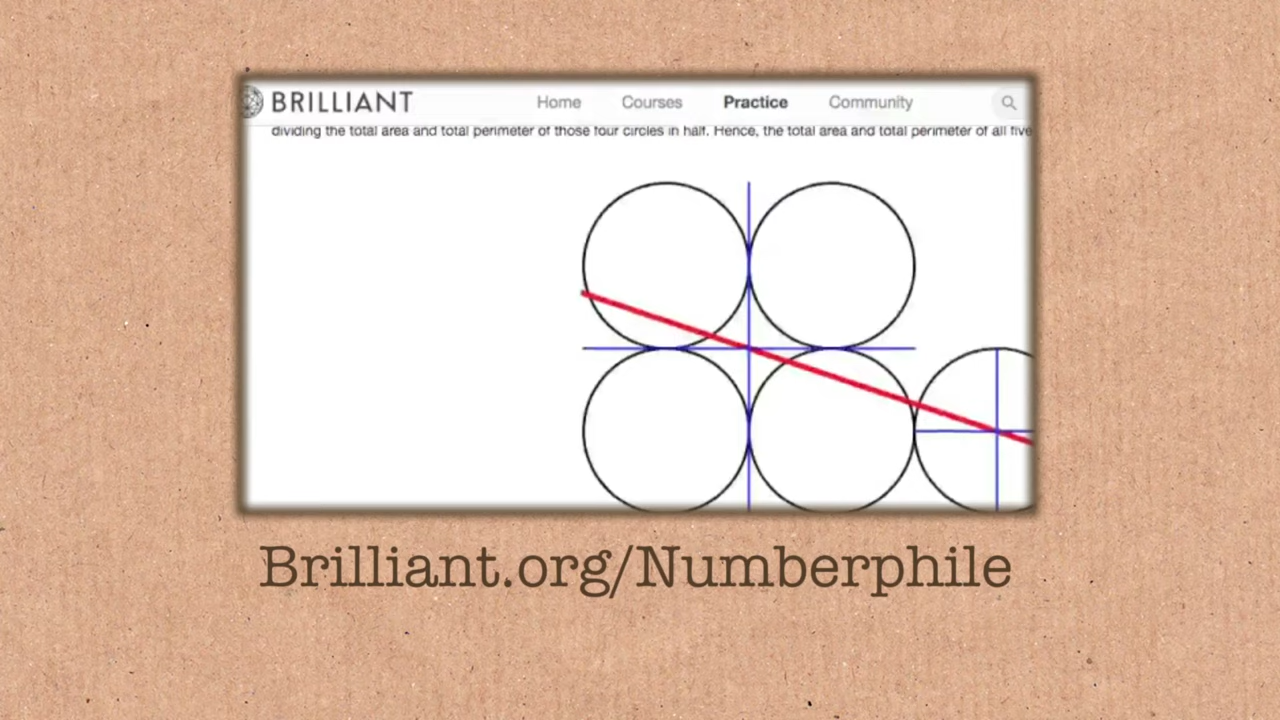 BRILLIANT Home Courses Practice Community
dividing the total area and total perimeter of those four circles in half. Hence, the total area and total perimeter of all five
Brilliant.org/Numberphile